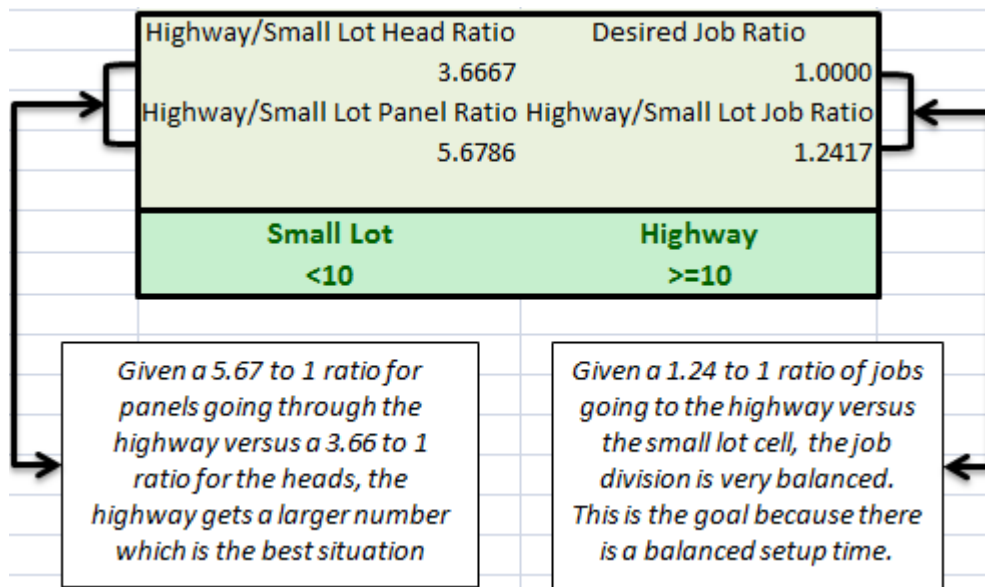 Highway/Small Lot Head Ratio Desired Job Ratio
3.6667 1.0000
Highway/Small Lot Panel Ratio Highway/Small Lot Job Ratio
5.6786 1.2417
Small Lot Highway
<10 >=10
Given a 5.67 to 1 ratio for
panels going through the
highway versus a 3.66 to 1
ratio for the heads, the
highway gets a larger number
which is the best situation
Given a 1.24 to 1 ratio of jobs
going to the highway versus
the small lot cell, the job
division is very balanced.
This is the goal because there
is a balanced setup time.